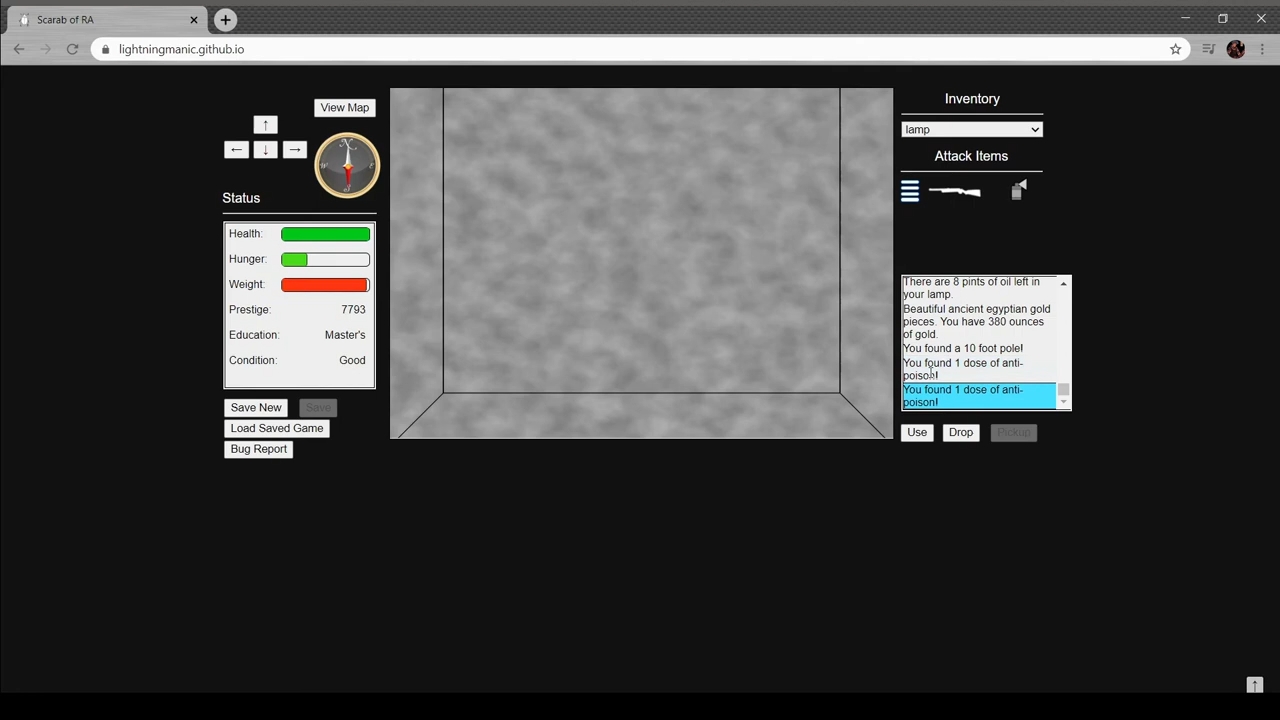 Scarab of RA
lightningmanic.github.io
View Map
Status
Health:
Hunger:
Weight:
Prestige: 7793
Education: Master's
Condition: Good
Save New
Save
Load Saved Game
Bug Report
Inventory
lamp
Attack Items
There are 8 pints of oil left in
your lamp.
Beautiful ancient egyptian gold
pieces. You have 380 ounces
of gold.
You found a 10 foot pole!
You found 1 dose of anti-
poison!
You found 1 dose of anti-
poison!
Use
Drop
Pickup